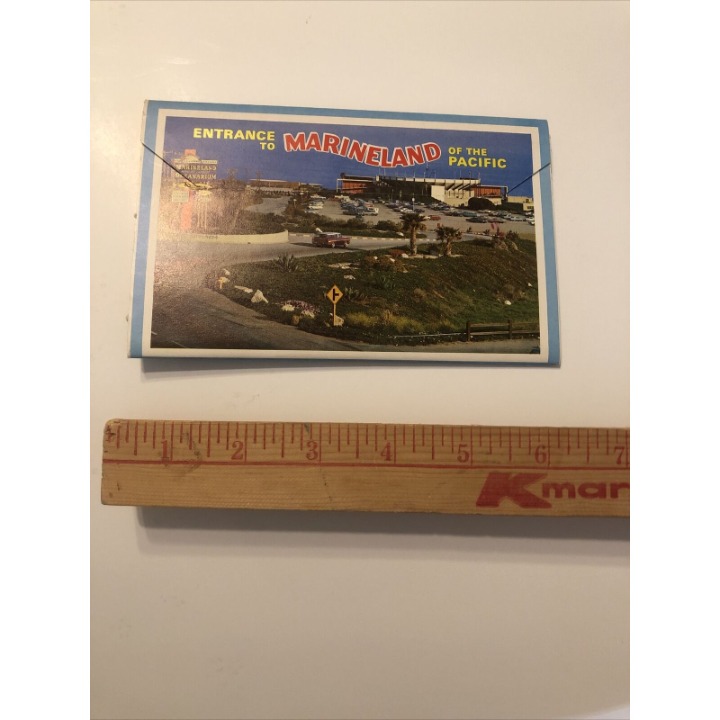 ENTRANCE
TO
MARINELAND
OF THE
PACIFIC
MARINELAND
1 2 3 4 5 6 7
Kmar